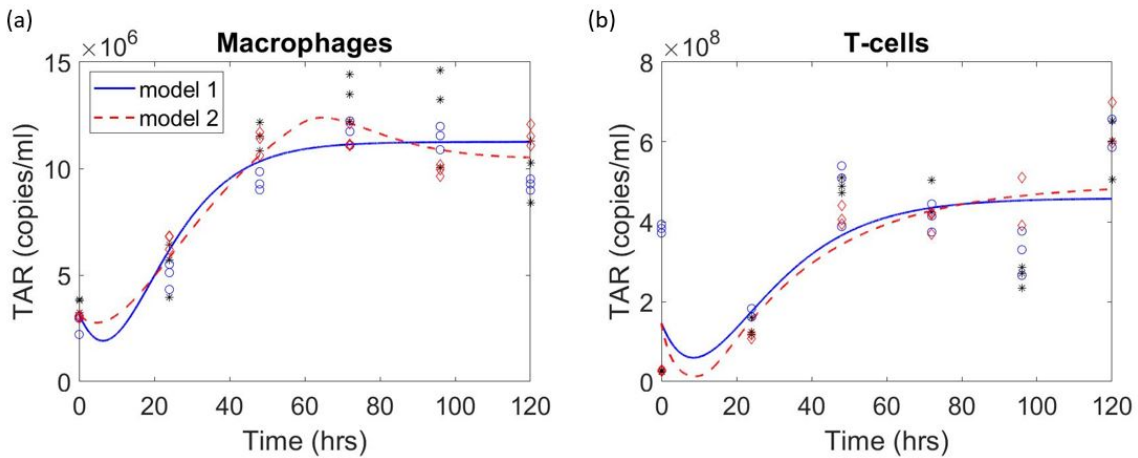 (a)
Macrophages
×10^6
15
10
5
0
TAR (copies/ml)
model 1
model 2
0 20 40 60 80 100 120
Time (hrs)
(b)
T-cells
×10^8
8
6
4
2
0
TAR (copies/ml)
0 20 40 60 80 100 120
Time (hrs)